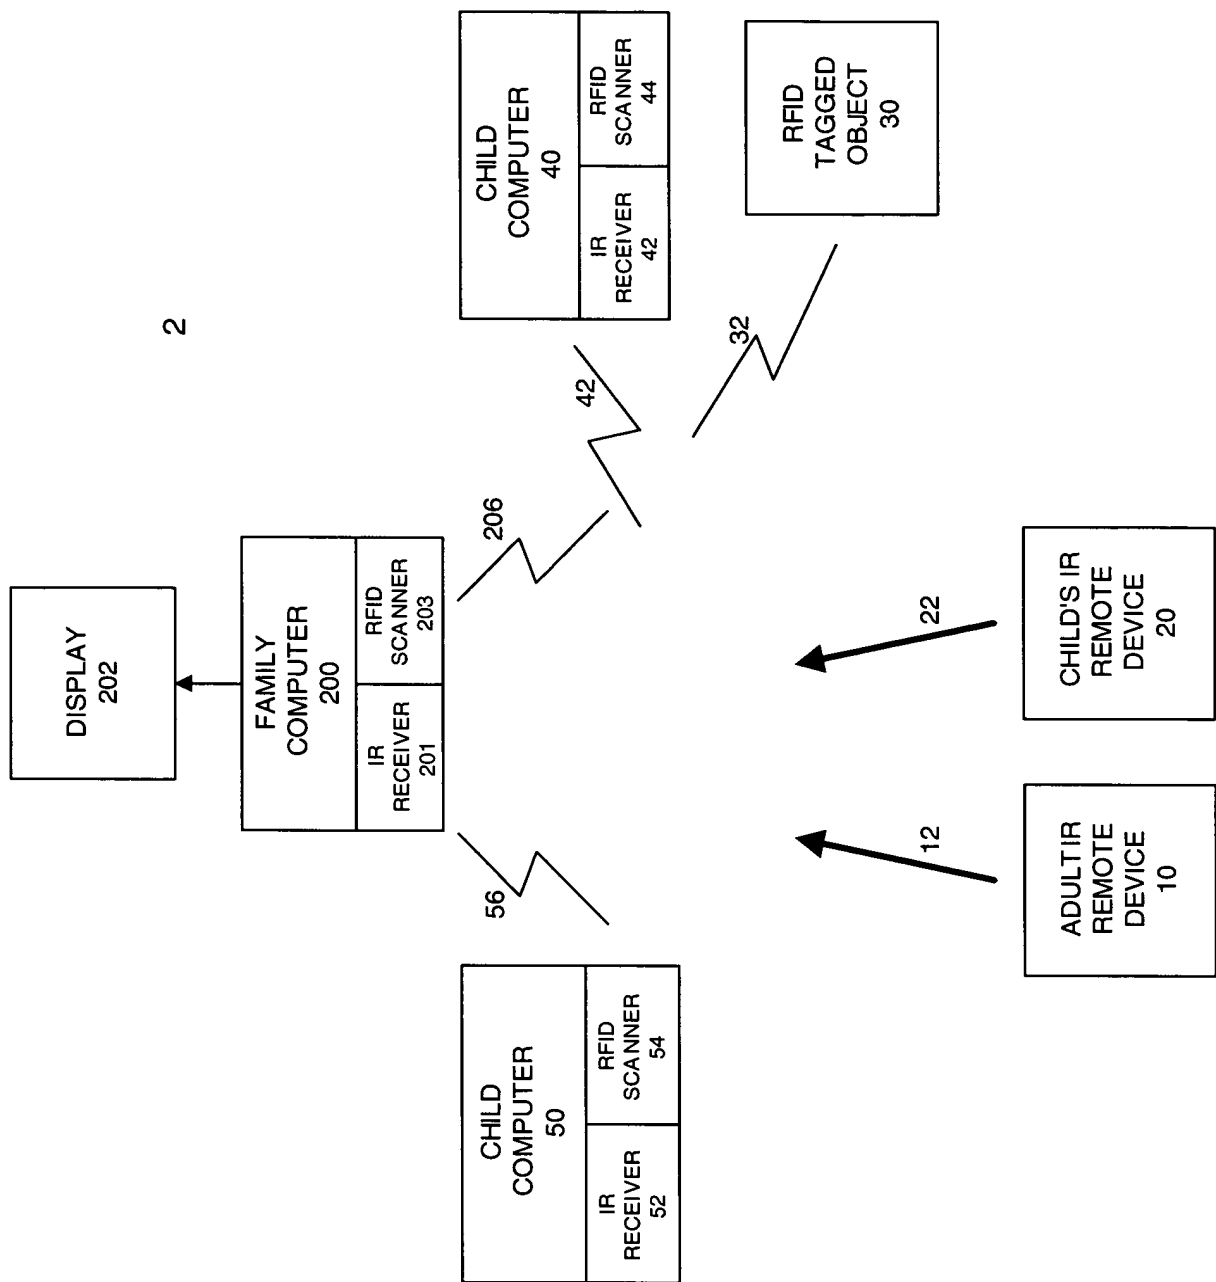 2
DISPLAY
202
FAMILY
COMPUTER
200
IR
RECEIVER
201
RFID
SCANNER
203
56
206
CHILD
COMPUTER
50
IR
RECEIVER
52
RFID
SCANNER
54
CHILD
COMPUTER
40
IR
RECEIVER
42
RFID
SCANNER
44
42
32
RFID
TAGGED
OBJECT
30
12
22
ADULT IR
REMOTE
DEVICE
10
CHILD'S IR
REMOTE
DEVICE
20